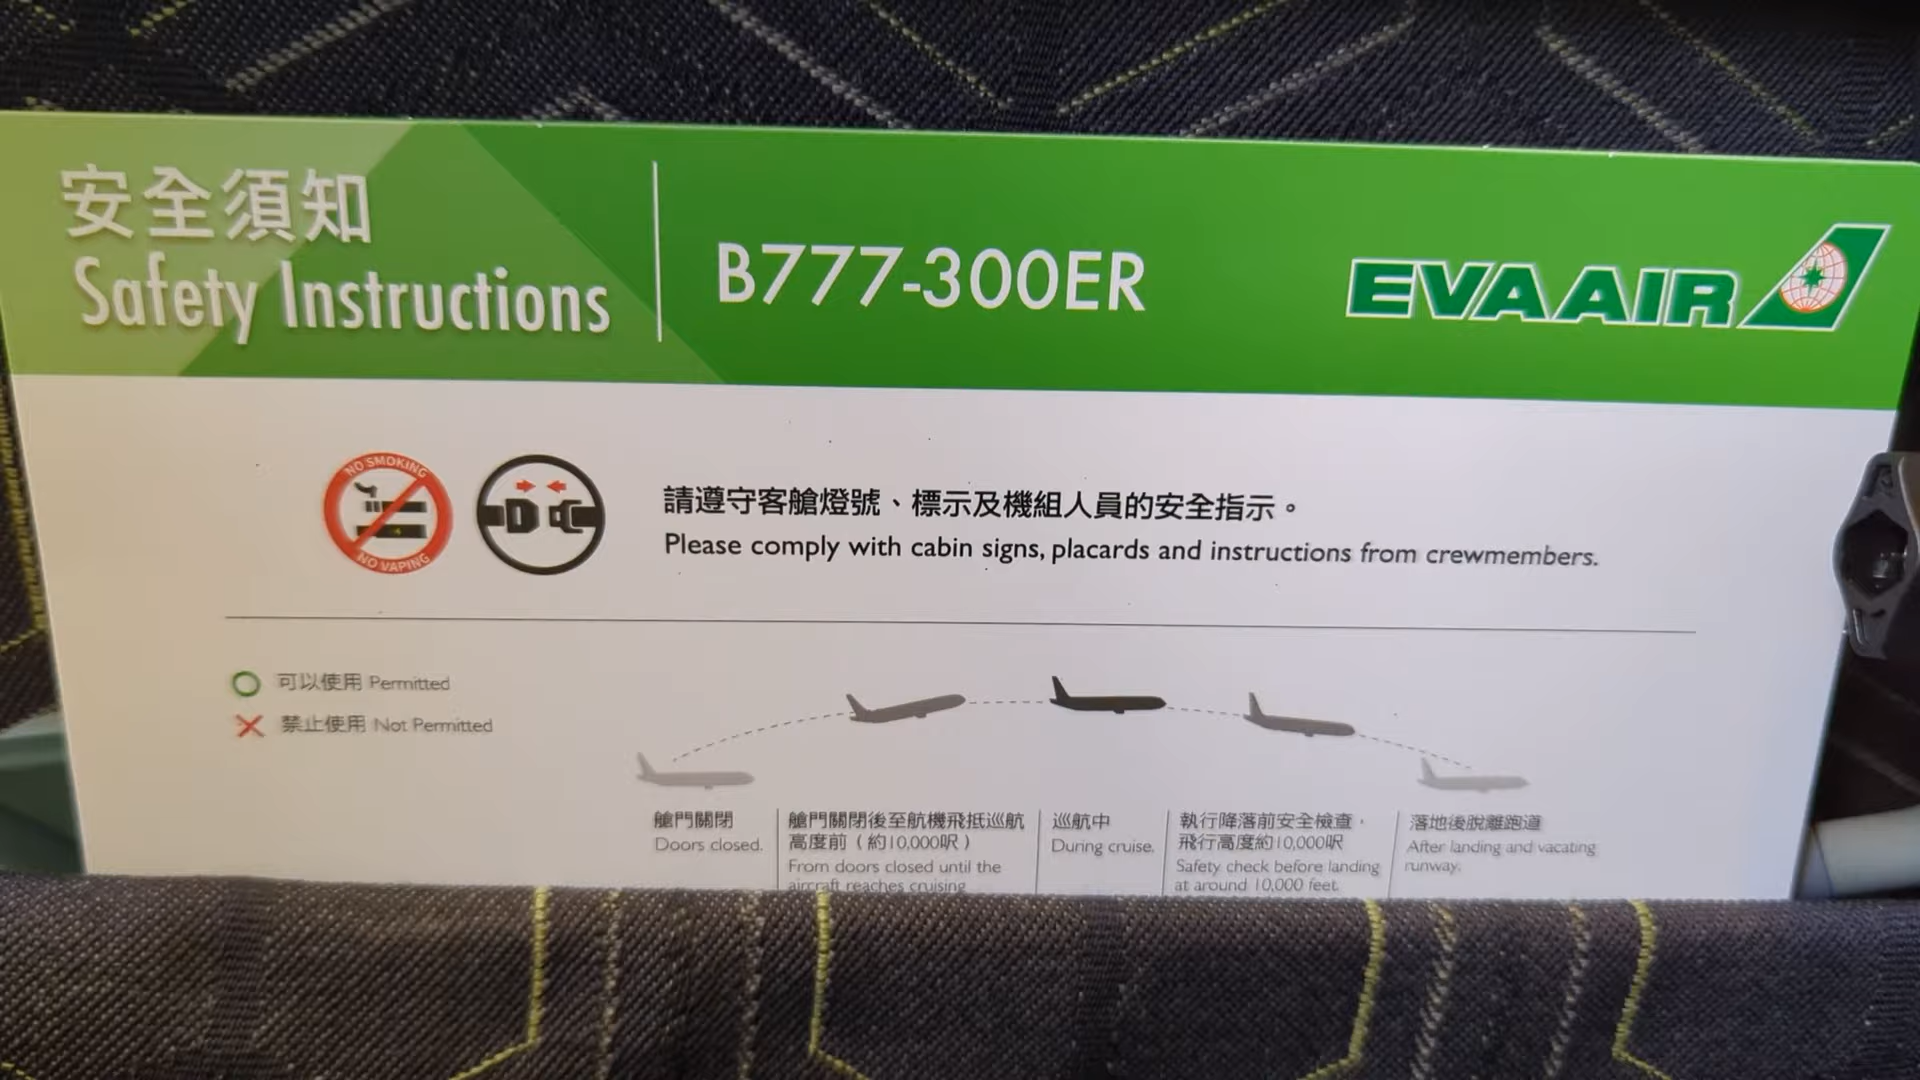 安全須知
Safety Instructions
B777-300ER
EVA AIR
NO SMOKING
NO VAPING
請遵守客艙燈號、標示及機組人員的安全指示。
Please comply with cabin signs, placards and instructions from crewmembers.
可以使用 Permitted
禁止使用 Not Permitted
艙門關閉
Doors closed.
艙門關閉後至航機飛抵巡航
高度前（約10,000呎）
From doors closed until the
aircraft reaches cruising
巡航中
During cruise.
執行降落前安全檢查，
飛行高度約10,000呎
Safety check before landing
at around 10,000 feet.
落地後脫離跑道
After landing and vacating
runway.